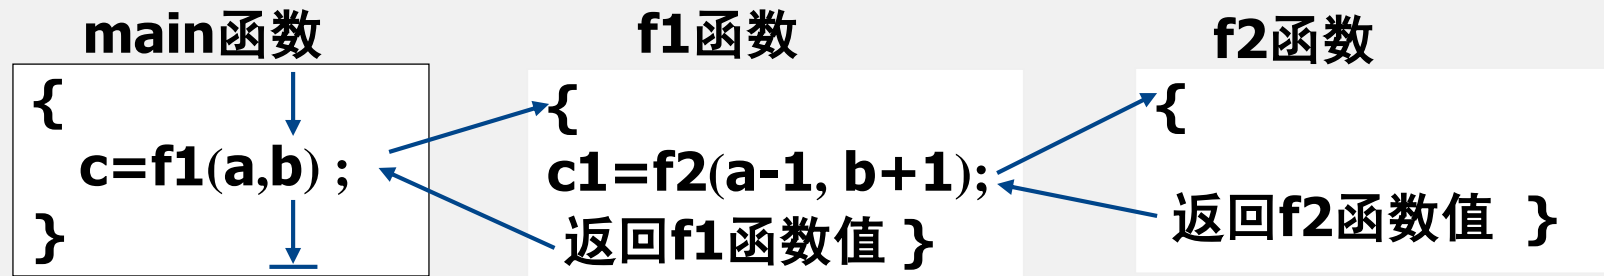 main函数
{
c=f1(a,b) ;
}
f1函数
{
c1=f2(a-1, b+1);
返回f1函数值 }
f2函数
{
返回f2函数值 }